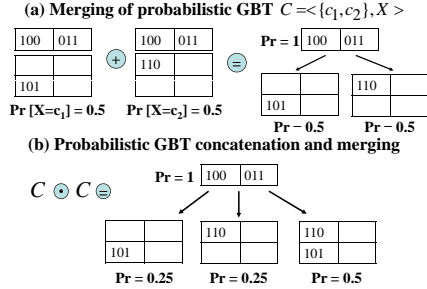 (a) Merging of probabilistic GBT C =<{c₁,c₂}, X >
100 011 + 100 011 = Pr = 1 100 011
110
101
Pr [X=c₁] = 0.5 Pr [X=c₂] = 0.5
101 110
Pr – 0.5 Pr – 0.5
(b) Probabilistic GBT concatenation and merging
Pr = 1 100 011
C ⊙ C =
110 110
101 101
Pr = 0.25 Pr = 0.25 Pr = 0.5